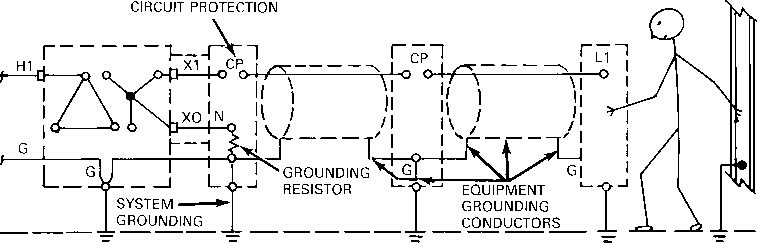 CIRCUIT PROTECTION
H1
X1
CP
CP
L1
XO
N
G
G
GROUNDING
RESISTOR
G
G
SYSTEM
GROUNDING
EQUIPMENT
GROUNDING
CONDUCTORS